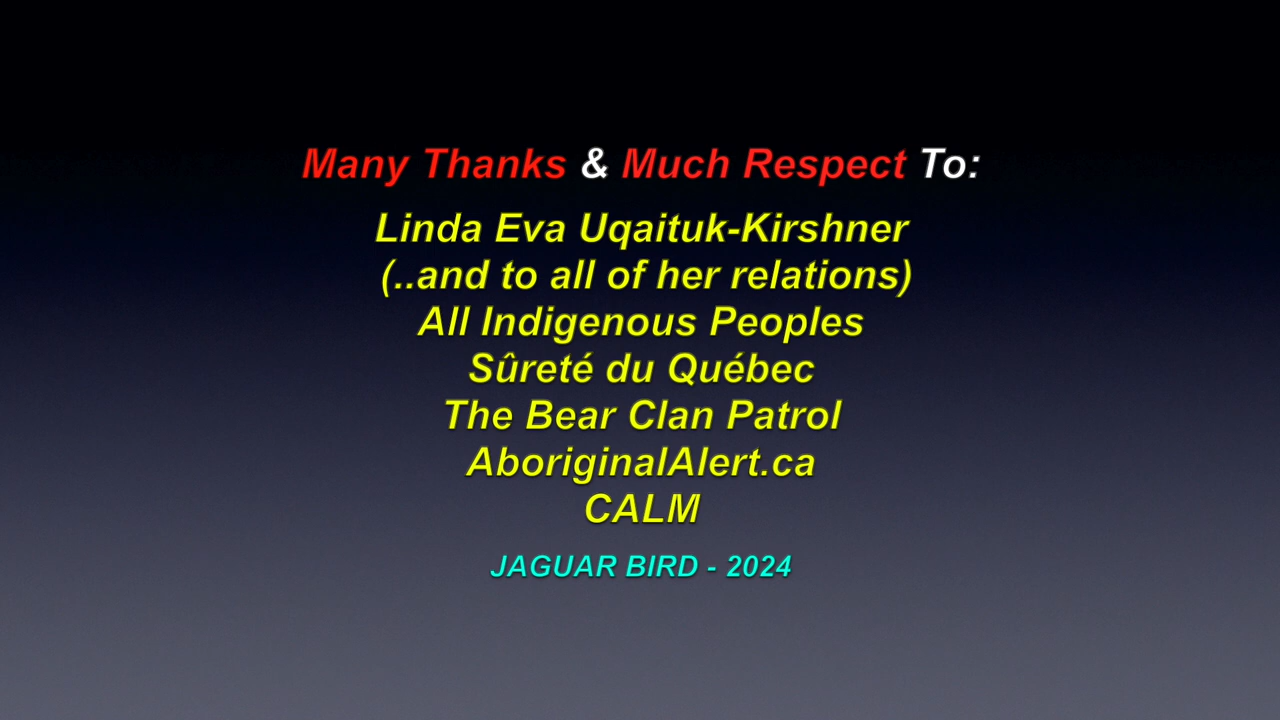 Many Thanks & Much Respect To:
Linda Eva Uqaituk-Kirshner
(..and to all of her relations)
All Indigenous Peoples
Sûreté du Québec
The Bear Clan Patrol
AboriginalAlert.ca
CALM
JAGUAR BIRD - 2024